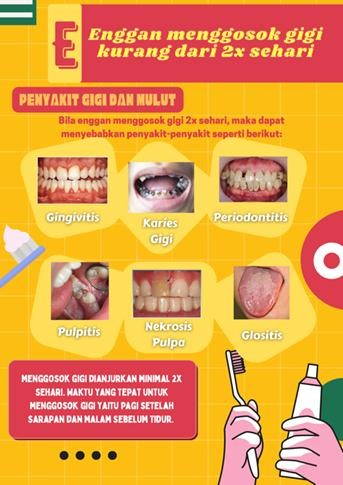 E
Enggan menggosok gigi
kurang dari 2x sehari
PENYAKIT GIGI DAN MULUT
Bila enggan menggosok gigi 2x sehari, maka dapat
menyebabkan penyakit-penyakit seperti berikut:
Gingivitis
Karies
Gigi
Periodontitis
Pulpitis
Nekrosis
Pulpa
Glositis
MENGGOSOK GIGI DIANJURKAN MINIMAL 2X
SEHARI. WAKTU YANG TEPAT UNTUK
MENGGOSOK GIGI YAITU PAGI SETELAH
SARAPAN DAN MALAM SEBELUM TIDUR.